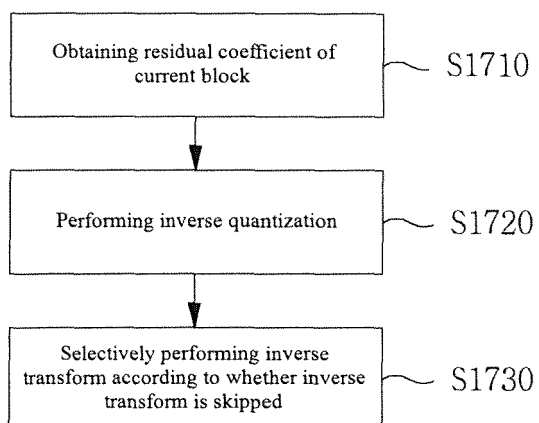 Obtaining residual coefficient of
current block
S1710
Performing inverse quantization
S1720
Selectively performing inverse
transform according to whether inverse
transform is skipped
S1730